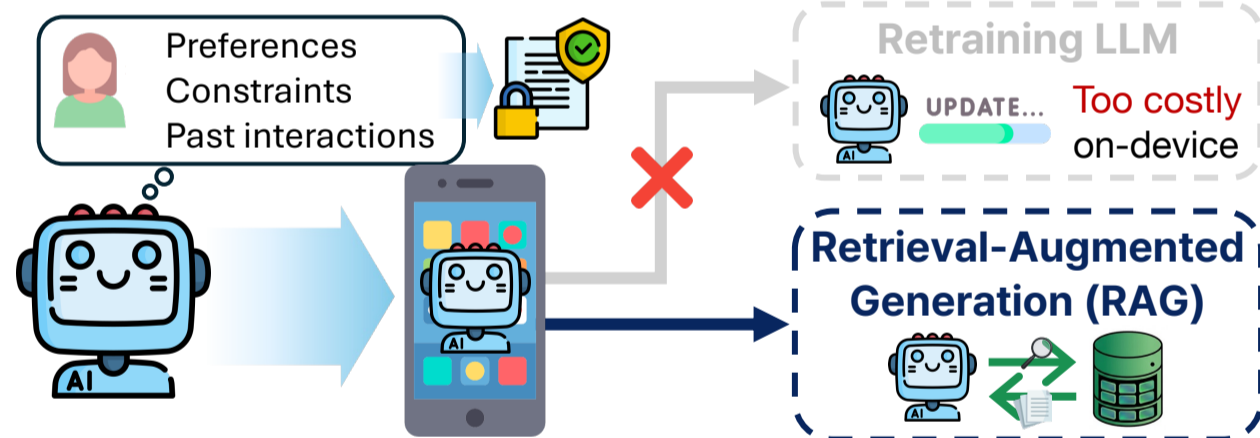 Preferences
Constraints
Past interactions
AI
AI
Retraining LLM
UPDATE...
Too costly
on-device
AI
Retrieval-Augmented
Generation (RAG)
AI